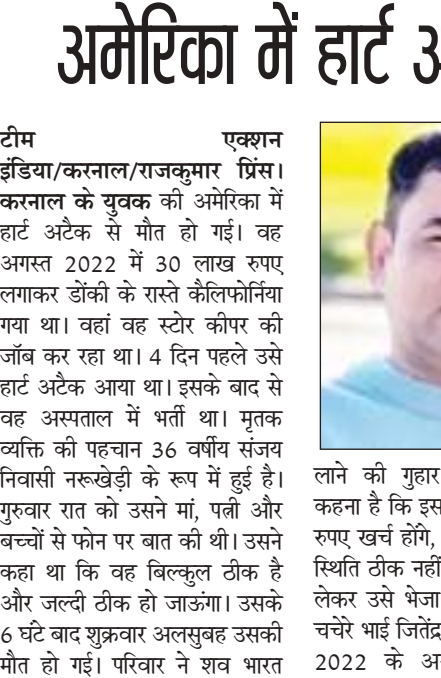 अमेरिका में हार्ट अ
टीम एक्शन
इंडिया/करनाल/राजकुमार प्रिंस।
करनाल के युवक की अमेरिका में
हार्ट अटैक से मौत हो गई। वह
अगस्त 2022 में 30 लाख रुपए
लगाकर डोंकी के रास्ते कैलिफोर्निया
गया था। वहां वह स्टोर कीपर की
जॉब कर रहा था। 4 दिन पहले उसे
हार्ट अटैक आया था। इसके बाद से
वह अस्पताल में भर्ती था। मृतक
व्यक्ति की पहचान 36 वर्षीय संजय
निवासी नरूखेड़ी के रूप में हुई है।
गुरुवार रात को उसने मां, पत्नी और
बच्चों से फोन पर बात की थी। उसने
कहा था कि वह बिल्कुल ठीक है
और जल्दी ठीक हो जाऊंगा। उसके
6 घंटे बाद शुक्रवार अलसुबह उसकी
मौत हो गई। परिवार ने शव भारत
लाने की गुहार
कहना है कि इस
रुपए खर्च होंगे,
स्थिति ठीक नहीं
लेकर उसे भेजा
चचेरे भाई जितेंद्र
2022 के अ